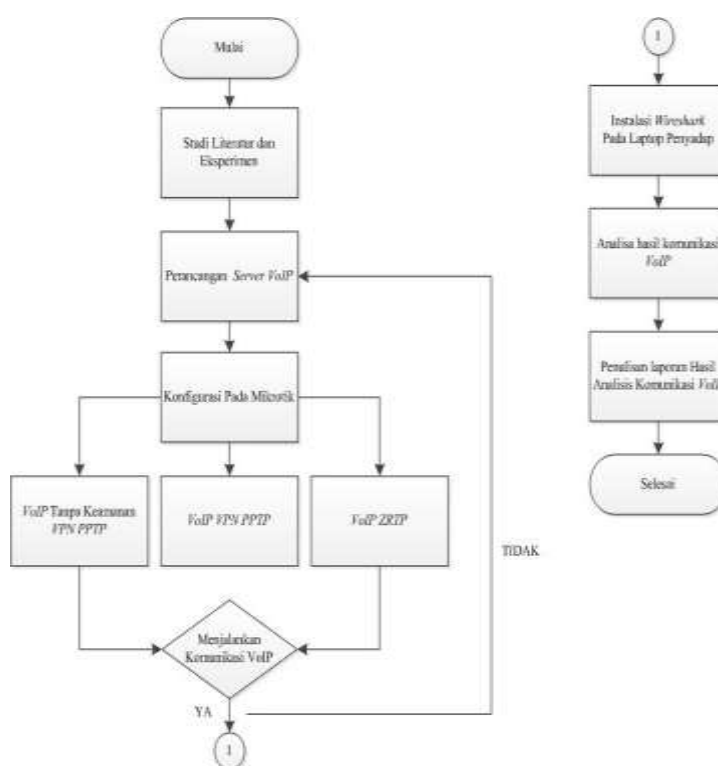 Mulai
Studi Literatur dan
Eksperimen
Perancangan Server VoIP
Konfigurasi Pada Mikrotik
VoIP Tanpa Keamanan
VPN PPTP
VoIP VPN PPTP
VoIP ZRTP
Menjalankan
Komunikasi VoIP
YA
TIDAK
1
1
Instalasi Wireshark
Pada Laptop Penyadap
Analisa hasil komunikasi
VoIP
Penulisan laporan Hasil
Analisis Komunikasi VoIP
Selesai